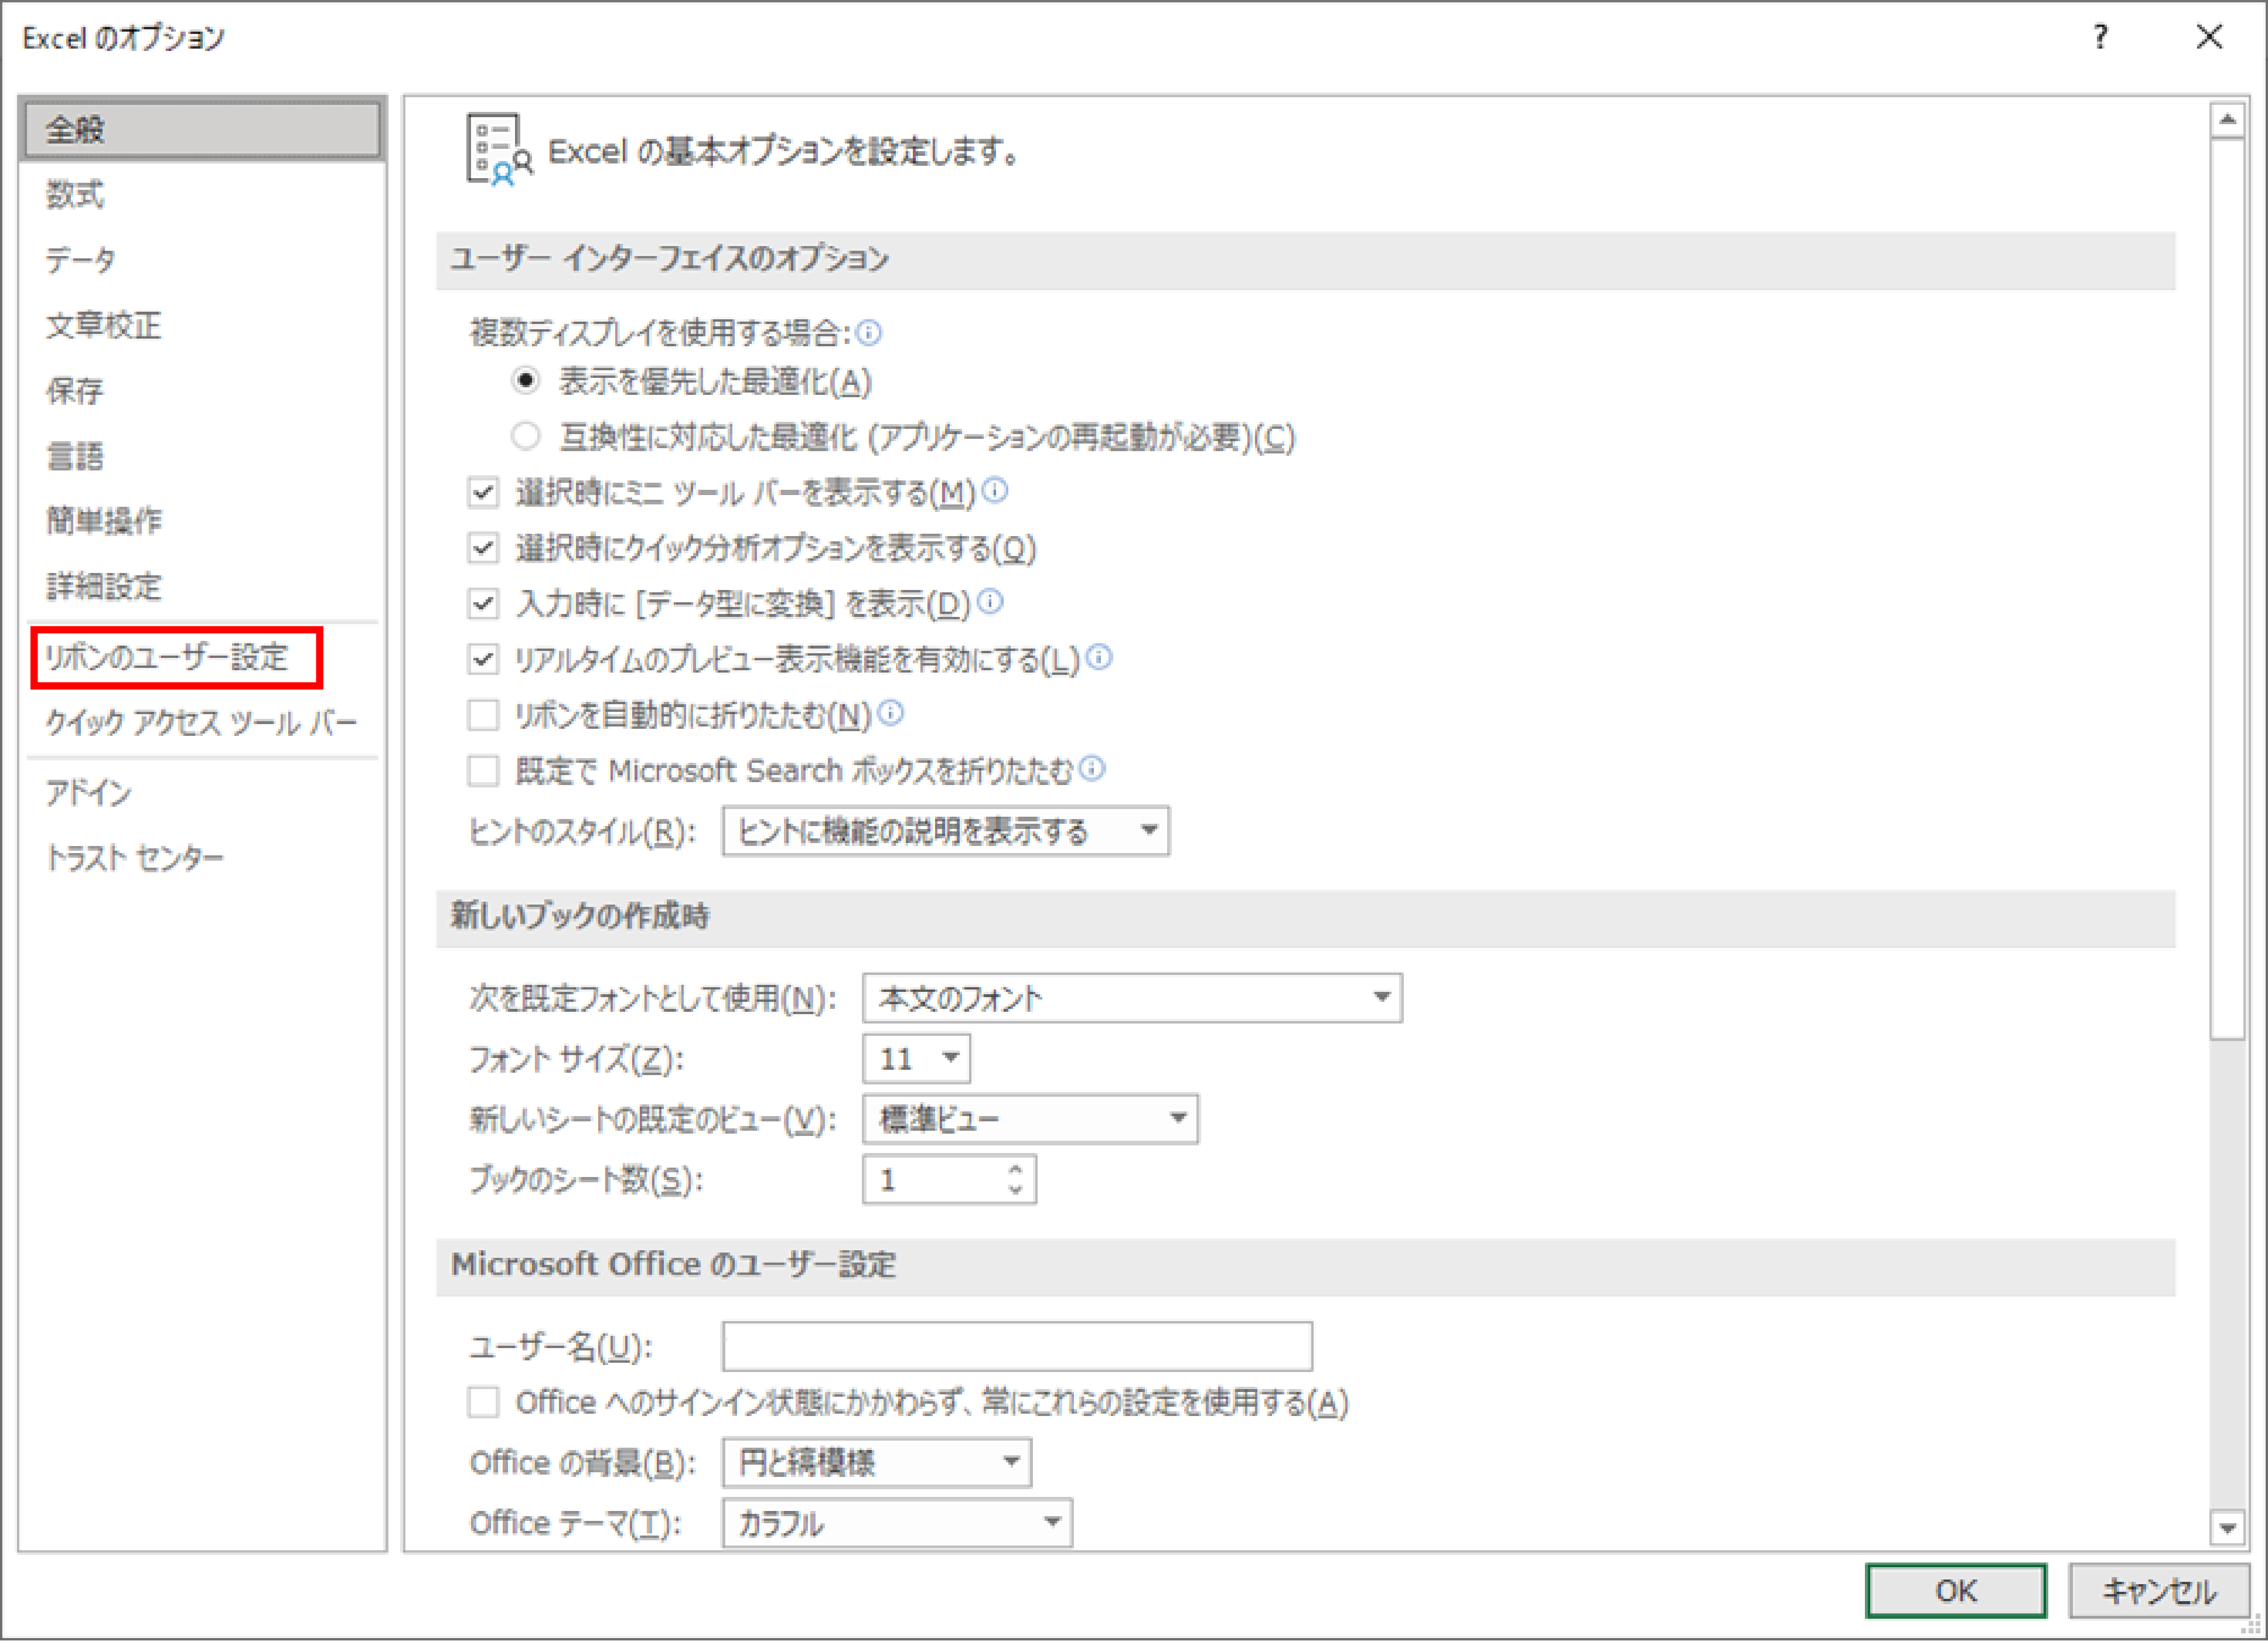 Excel のオプション
?
全般
数式
データ
文章校正
保存
言語
簡単操作
詳細設定
リボンのユーザー設定
クイック アクセス ツール バー
アドイン
トラスト センター
Excel の基本オプションを設定します。
ユーザー インターフェイスのオプション
複数ディスプレイを使用する場合:
表示を優先した最適化(A)
互換性に対応した最適化 (アプリケーションの再起動が必要)(C)
選択時にミニ ツール バーを表示する(M)
選択時にクイック分析オプションを表示する(Q)
入力時に [データ型に変換] を表示(D)
リアルタイムのプレビュー表示機能を有効にする(L)
リボンを自動的に折りたたむ(N)
既定で Microsoft Search ボックスを折りたたむ
ヒントのスタイル(R): ヒントに機能の説明を表示する
新しいブックの作成時
次を既定フォントとして使用(N): 本文のフォント
フォント サイズ(Z): 11
新しいシートの既定のビュー(V): 標準ビュー
ブックのシート数(S): 1
Microsoft Office のユーザー設定
ユーザー名(U):
Office へのサインイン状態にかかわらず、常にこれらの設定を使用する(A)
Office の背景(B): 円と縞模様
Office テーマ(T): カラフル
OK キャンセル